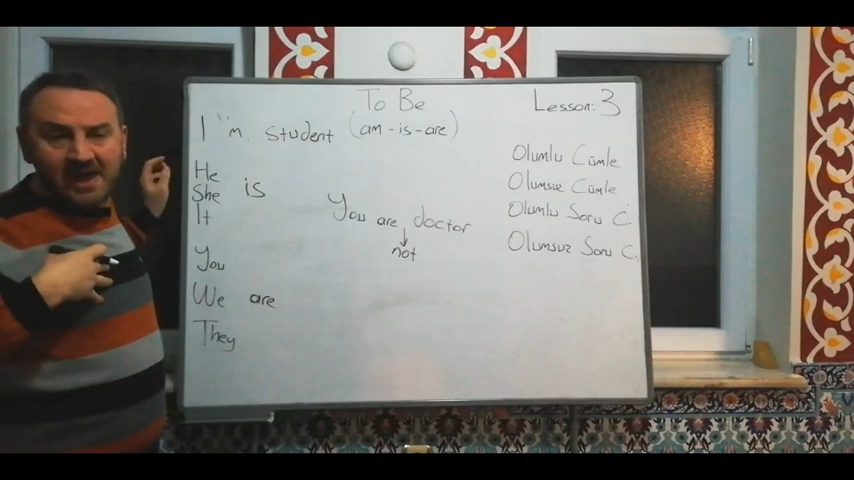 To Be
Lesson: 3
I'm student (am-is-are)
He
She is
It
You
We are
They
You are doctor
not
Olumlu Cümle
Olumsuz Cümle
Olumlu Soru C.
Olumsuz Soru C.